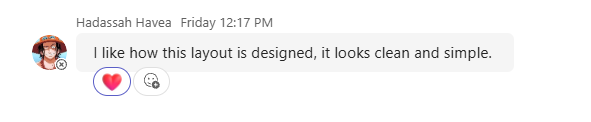 Hadassah Havea Friday 12:17 PM
I like how this layout is designed, it looks clean and simple.